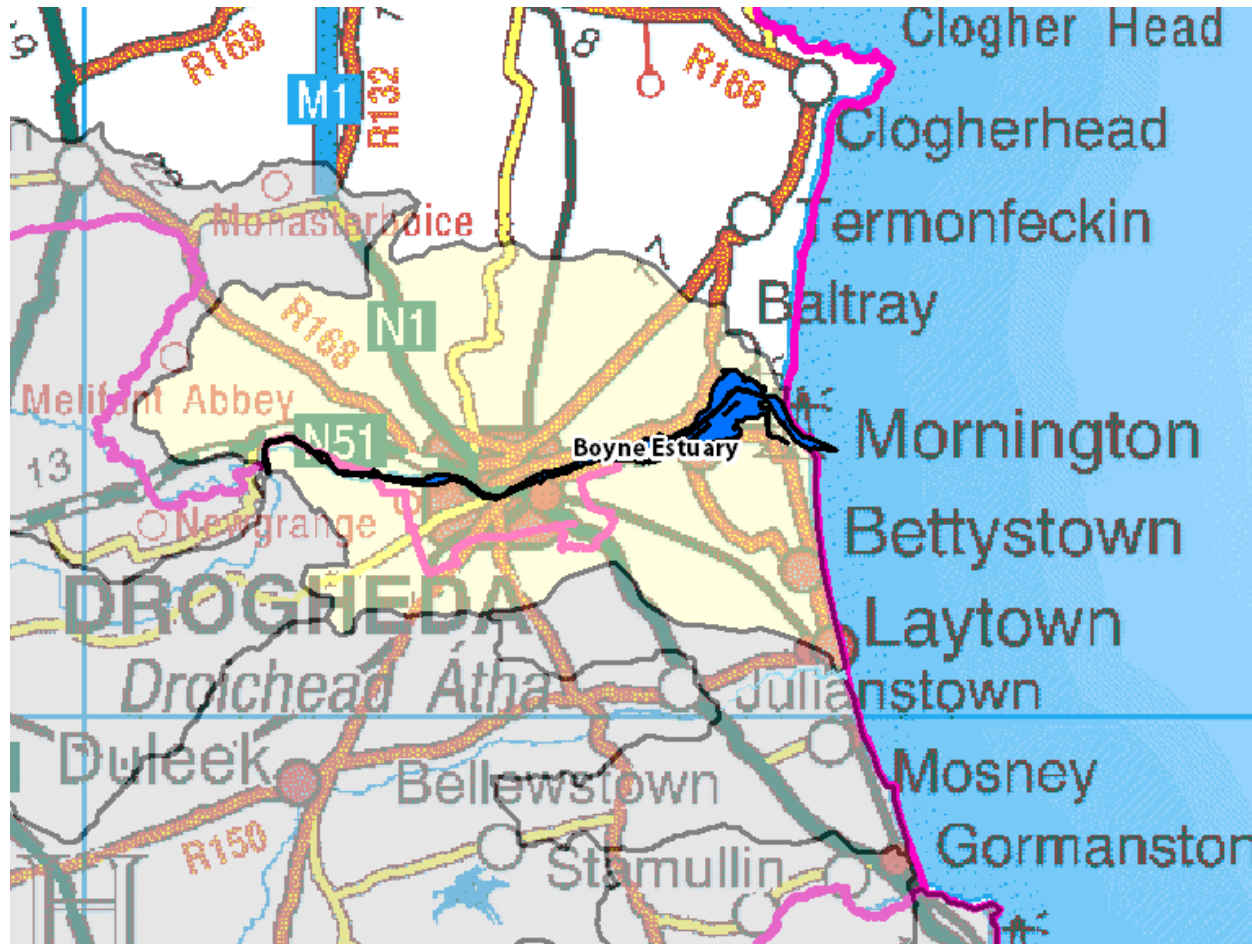 Clogher Head
R169
8
R166
M1
R132
Clogherhead
Monasterboice
Termonfeckin
Baltray
R168
N1
Mellifont Abbey
Mornington
N51
Boyne Estuary
13
Newgrange
Bettystown
DROGHEDA
Laytown
Droichead Átha
Julianstown
Duleek
Bellewstown
Mosney
R150
Stamullin
Gormanston
H